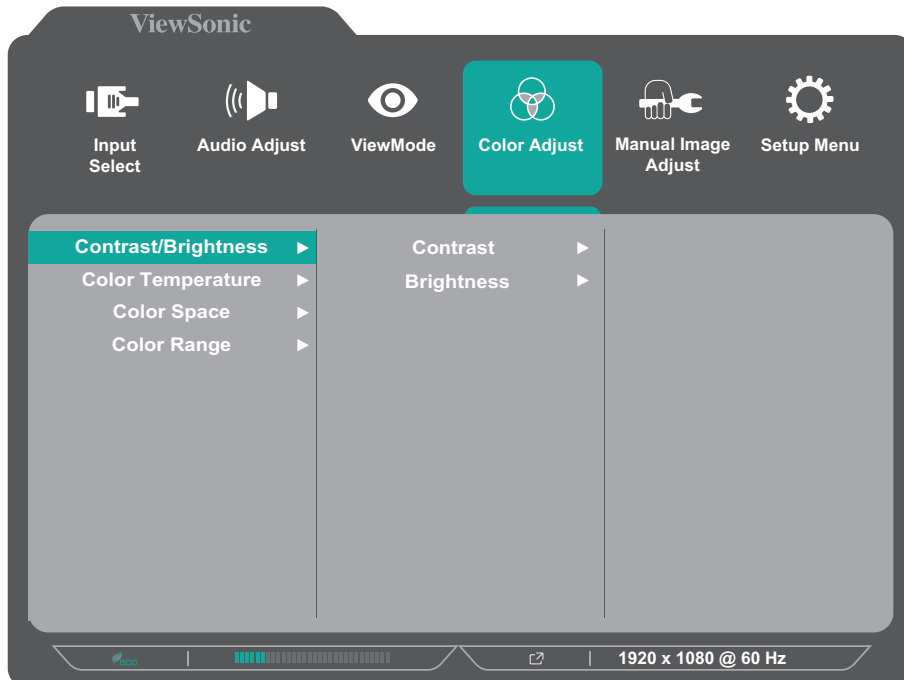 ViewSonic
Input
Select
Audio Adjust
ViewMode
Color Adjust
Manual Image
Adjust
Setup Menu
Contrast/Brightness
Color Temperature
Color Space
Color Range
Contrast
Brightness
eco
1920 x 1080 @ 60 Hz